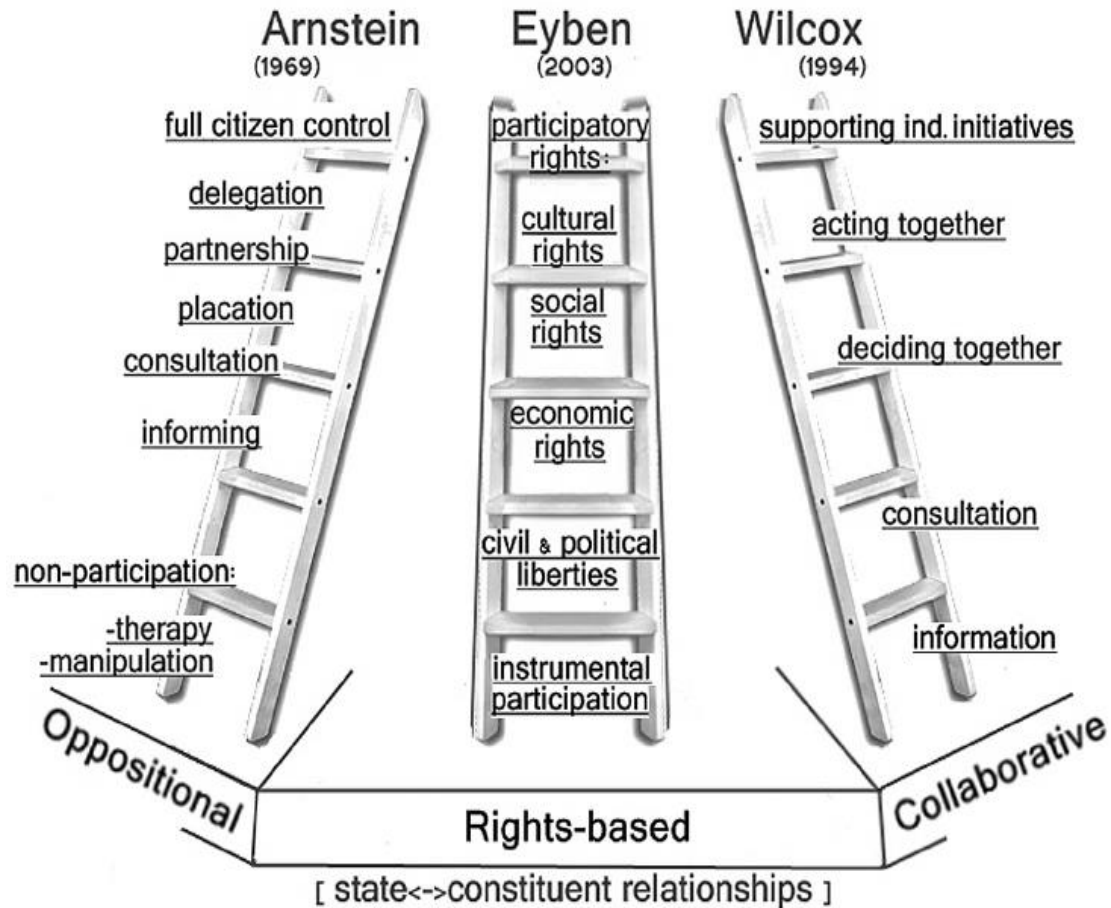 Arnstein
(1969)
full citizen control
delegation
partnership
placation
consultation
informing
non-participation:
-therapy
-manipulation
Eyben
(2003)
participatory
rights:
cultural
rights
social
rights
economic
rights
civil & political
liberties
instrumental
participation
Wilcox
(1994)
supporting ind. initiatives
acting together
deciding together
consultation
information
Oppositional
Rights-based
Collaborative
[ state<->constituent relationships ]